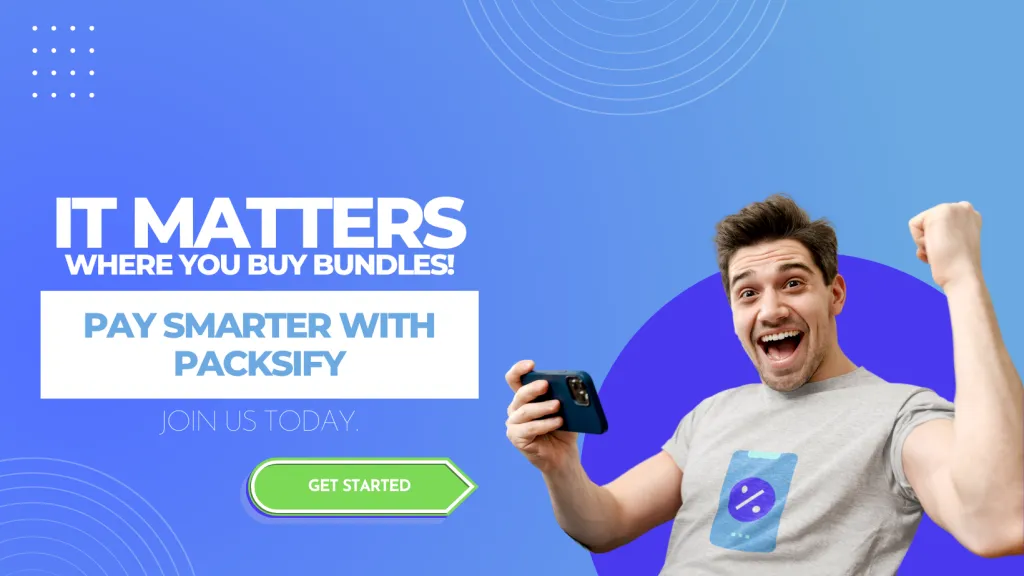 IT MATTERS
WHERE YOU BUY BUNDLES!
PAY SMARTER WITH
PACKSIFY
JOIN US TODAY.
GET STARTED
%